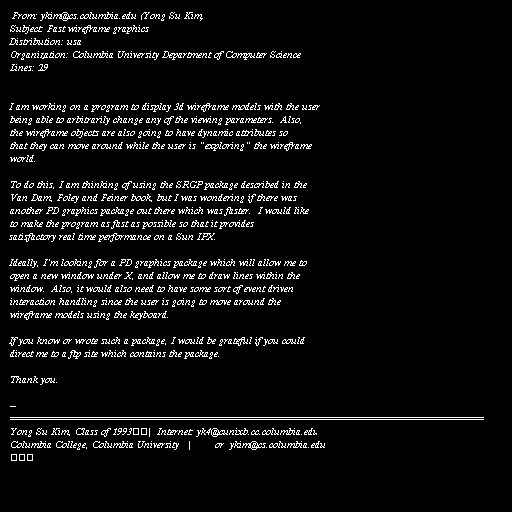 From: ykim@cs.columbia.edu (Yong Su Kim,
Subject: Fast wireframe graphics
Distribution: usa
Organization: Columbia University Department of Computer Science
Lines: 29

I am working on a program to display 3d wireframe models with the user
being able to arbitrarily change any of the viewing parameters.  Also,
the wireframe objects are also going to have dynamic attributes so
that they can move around while the user is "exploring" the wireframe
world.

To do this, I am thinking of using the SRGP package described in the
Van Dam, Foley and Feiner book, but I was wondering if there was
another PD graphics package out there which was faster.  I would like
to make the program as fast as possible so that it provides
satisfactory real time performance on a Sun IPX.

Ideally, I'm looking for a PD graphics package which will allow me to
open a new window under X, and allow me to draw lines within the
window.  Also, it would also need to have some sort of event driven
interaction handling since the user is going to move around the
wireframe models using the keyboard.

If you know or wrote such a package, I would be grateful if you could
direct me to a ftp site which contains the package.

Thank you.

--
===============================================================================
Yong Su Kim, Class of 1993□□|  Internet: yk4@cunixb.cc.columbia.edu
Columbia College, Columbia University   |        or  ykim@cs.columbia.edu
□□□